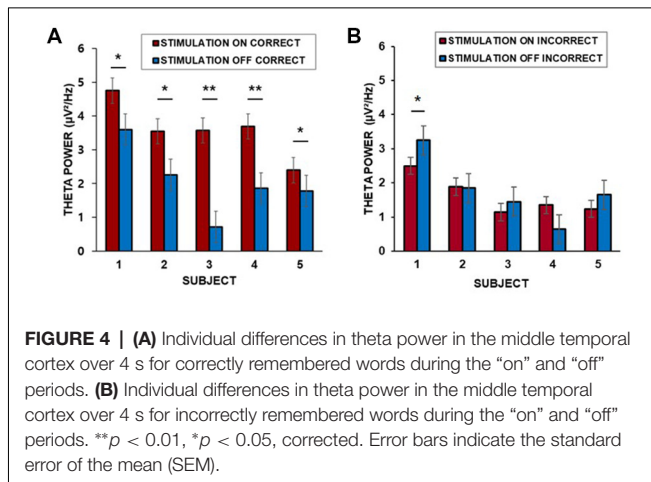 A
STIMULATION ON CORRECT
STIMULATION OFF CORRECT
THETA POWER (µV²/Hz)
6
5
4
3
2
1
0
*
*
**
**
*
1 2 3 4 5
SUBJECT
B
STIMULATION ON INCORRECT
STIMULATION OFF INCORRECT
THETA POWER (µV²/Hz)
6
5
4
3
2
1
0
*
1 2 3 4 5
SUBJECT
FIGURE 4 | (A) Individual differences in theta power in the middle temporal
cortex over 4 s for correctly remembered words during the “on” and “off”
periods. (B) Individual differences in theta power in the middle temporal
cortex over 4 s for incorrectly remembered words during the “on” and “off”
periods. **p < 0.01, *p < 0.05, corrected. Error bars indicate the standard
error of the mean (SEM).